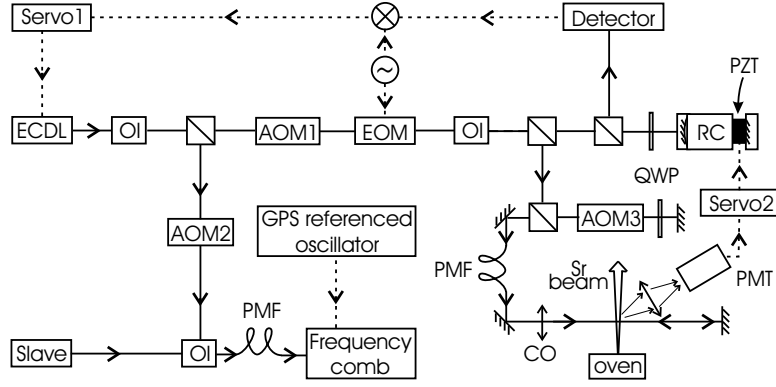 Servo1
Detector
~
PZT
ECDL
OI
AOM1
EOM
OI
RC
QWP
AOM2
GPS referenced
oscillator
AOM3
Servo2
PMF
Sr
beam
PMT
PMF
Slave
OI
Frequency
comb
CO
oven